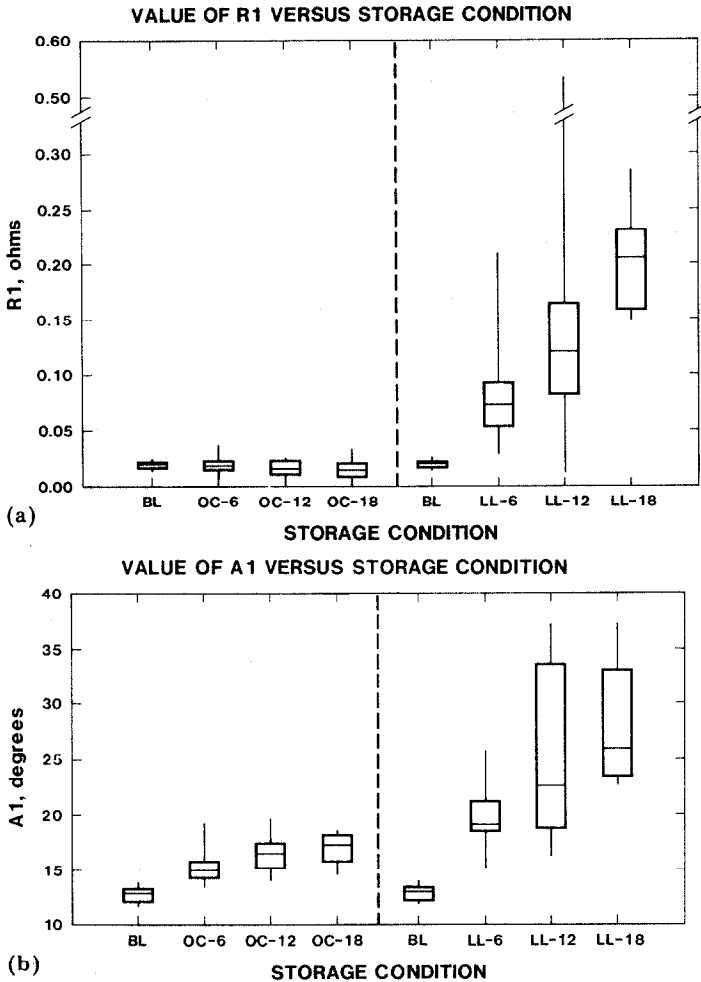 VALUE OF R1 VERSUS STORAGE CONDITION
0.60
0.50
0.30
0.25
0.20
0.15
0.10
0.05
0.00
R1, ohms
BL OC-6 OC-12 OC-18 BL LL-6 LL-12 LL-18
(a)
STORAGE CONDITION
VALUE OF A1 VERSUS STORAGE CONDITION
40
35
30
25
20
15
10
A1, degrees
BL OC-6 OC-12 OC-18 BL LL-6 LL-12 LL-18
(b)
STORAGE CONDITION